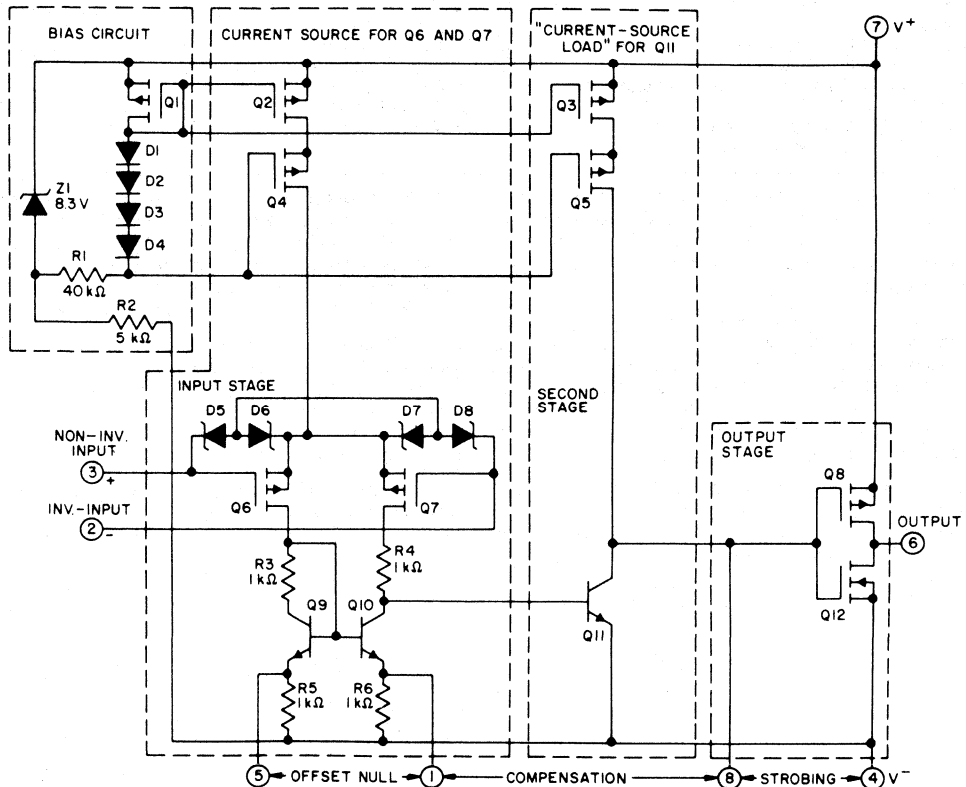 BIAS CIRCUIT
CURRENT SOURCE FOR Q6 AND Q7
"CURRENT-SOURCE
LOAD" FOR Q11
7 V+
Q1
Q2
Q3
D1
D2
D3
D4
Z1
8.3 V
Q4
Q5
R1
40 kΩ
R2
5 kΩ
INPUT STAGE
SECOND
STAGE
D5
D6
D7
D8
NON-INV.
INPUT
3 +
INV.-INPUT
2 -
Q6
Q7
OUTPUT
STAGE
Q8
OUTPUT
6
Q12
R3
1 kΩ
R4
1 kΩ
Q9
Q10
Q11
R5
1 kΩ
R6
1 kΩ
5 OFFSET NULL 1 COMPENSATION 8 STROBING 4 V-